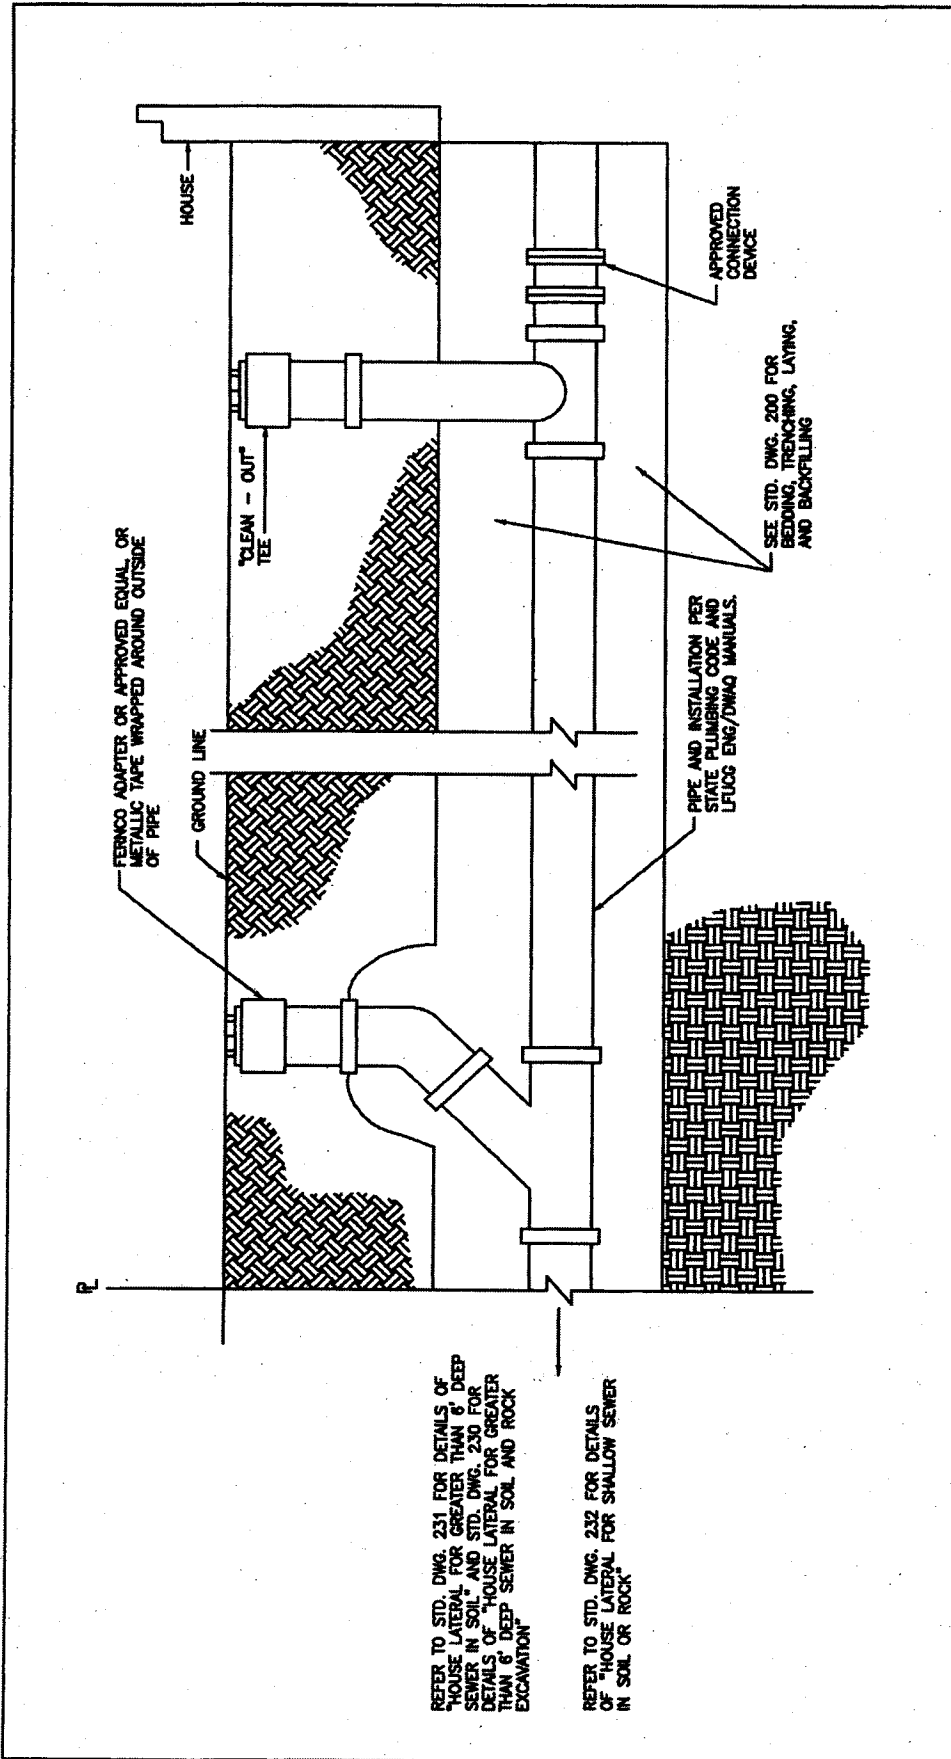 REFER TO STD. DWG. 231 FOR DETAILS OF
"HOUSE LATERAL FOR GREATER THAN 6' DEEP
SEWER IN SOIL" AND STD. DWG. 230 FOR
DETAILS OF "HOUSE LATERAL FOR GREATER
THAN 6' DEEP SEWER IN SOIL AND ROCK
EXCAVATION"
REFER TO STD. DWG. 232 FOR DETAILS
OF "HOUSE LATERAL FOR SHALLOW SEWER
IN SOIL OR ROCK"
PL
FERNCO ADAPTER OR APPROVED EQUAL, OR
METALLIC TAPE WRAPPED AROUND OUTSIDE
OF PIPE
GROUND LINE
"CLEAN - OUT"
TEE
HOUSE
PIPE AND INSTALLATION PER
STATE PLUMBING CODE AND
LFUCG ENG/DWAQ MANUALS.
SEE STD. DWG. 200 FOR
BEDDING, TRENCHING, LAYING,
AND BACKFILLING
APPROVED
CONNECTION
DEVICE